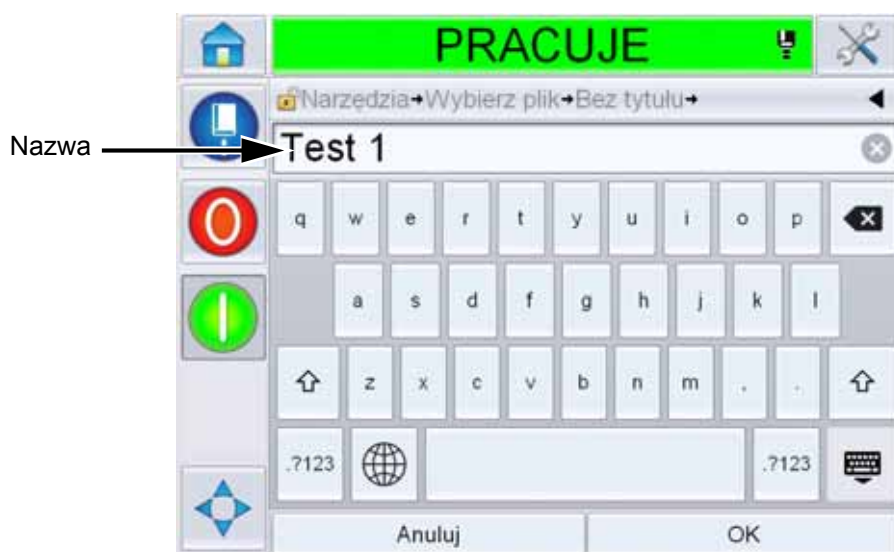 PRACUJE
Narzędzia→Wybierz plik→Bez tytułu→
Nazwa
Test 1
q w e r t y u i o p
a s d f g h j k l
z x c v b n m , .
.?123 .?123
Anuluj OK